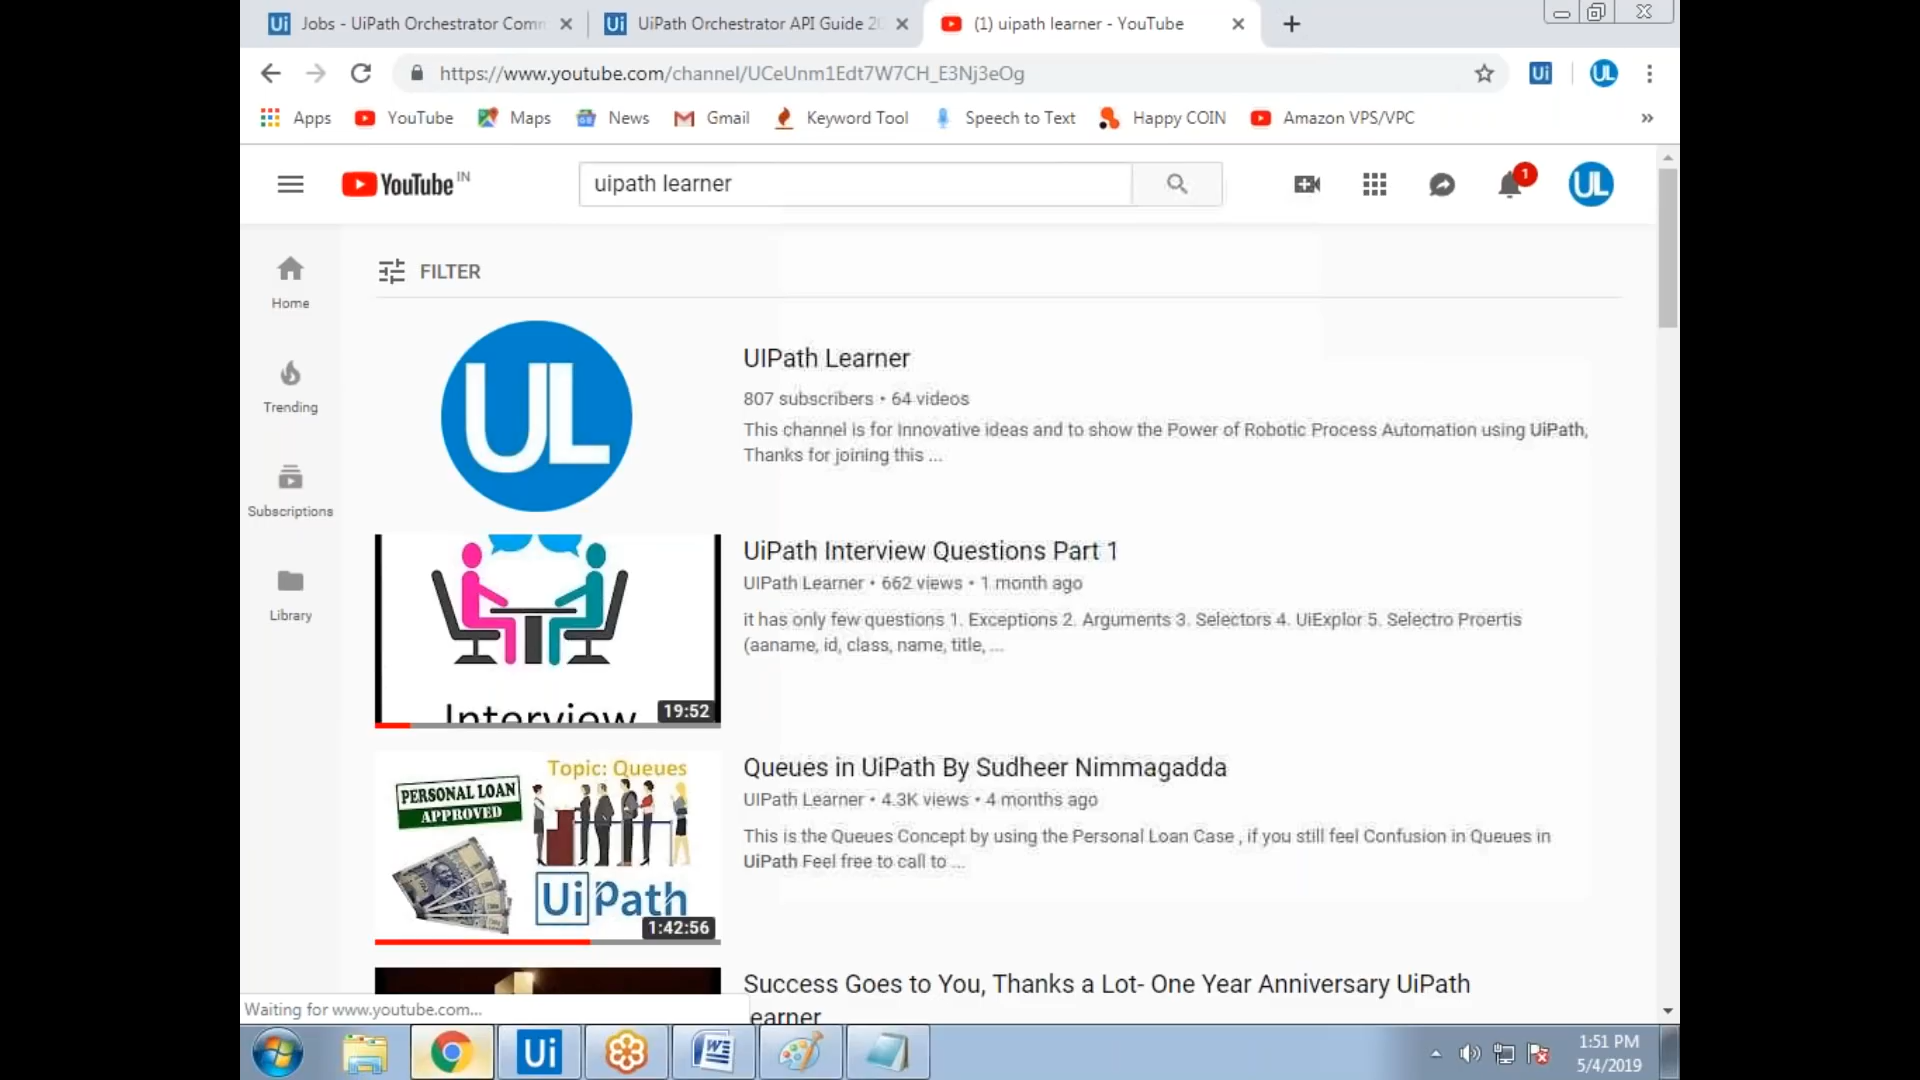 Jobs - UiPath Orchestrator Comm
UiPath Orchestrator API Guide 20
(1) uipath learner - YouTube
https://www.youtube.com/channel/UCeUnm1Edt7W7CH_E3Nj3eOg
Apps
YouTube
Maps
News
Gmail
Keyword Tool
Speech to Text
Happy COIN
Amazon VPS/VPC
YouTube IN
uipath learner
1
UL
FILTER
Home
Trending
Subscriptions
Library
UL
UIPath Learner
807 subscribers • 64 videos
This channel is for Innovative ideas and to show the Power of Robotic Process Automation using UiPath,
Thanks for joining this ...
Interview
19:52
UiPath Interview Questions Part 1
UIPath Learner • 662 views • 1 month ago
it has only few questions 1. Exceptions 2. Arguments 3. Selectors 4. UiExplor 5. Selectro Proertis
(aaname, id, class, name, title, ...
Topic: Queues
PERSONAL LOAN
APPROVED
UiPath
1:42:56
Queues in UiPath By Sudheer Nimmagadda
UIPath Learner • 4.3K views • 4 months ago
This is the Queues Concept by using the Personal Loan Case , if you still feel Confusion in Queues in
UiPath Feel free to call to ...
Success Goes to You, Thanks a Lot- One Year Anniversary UiPath
earner
Waiting for www.youtube.com...
Ui
1:51 PM
5/4/2019